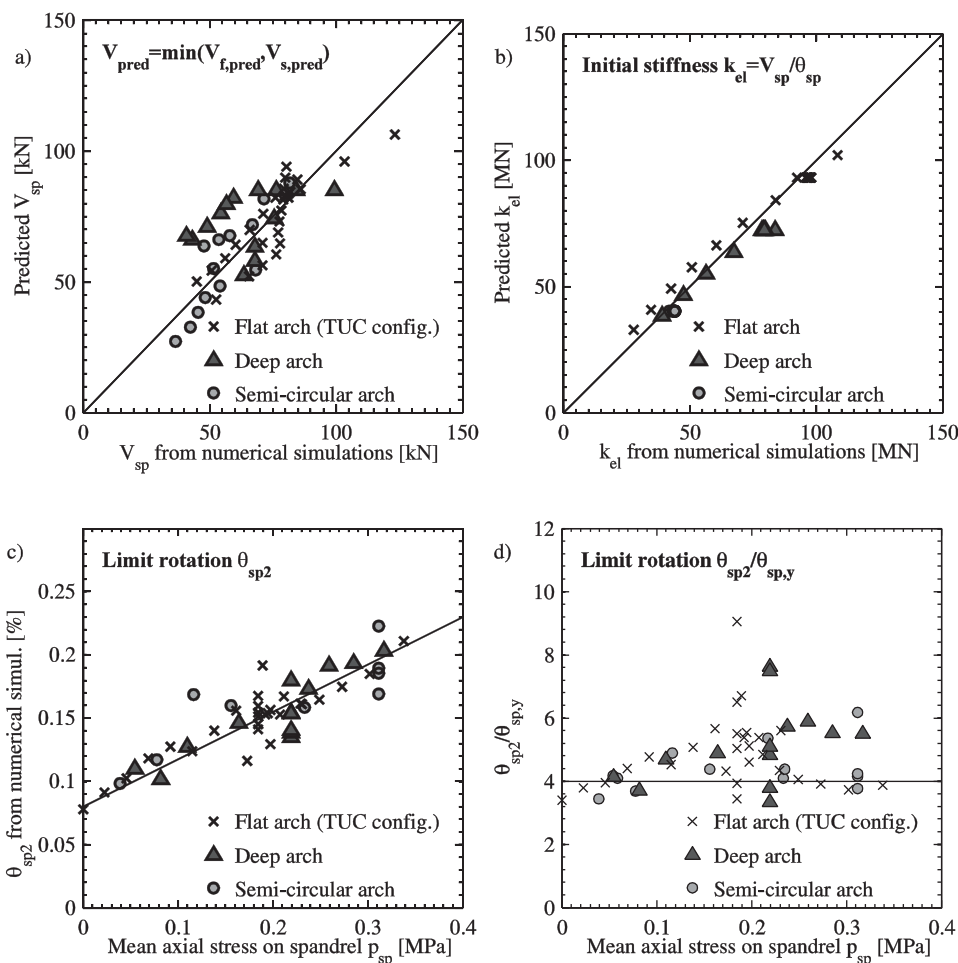 a)
V_pred=min(V_f,pred,V_s,pred)
Predicted V_sp [kN]
150
100
50
0
Flat arch (TUC config.)
Deep arch
Semi-circular arch
0 50 100 150
V_sp from numerical simulations [kN]
b)
Initial stiffness k_el=V_sp/θ_sp
Predicted k_el [MN]
150
100
50
0
Flat arch
Deep arch
Semi-circular arch
0 50 100 150
k_el from numerical simulations [MN]
c)
Limit rotation θ_sp2
θ_sp2 from numerical simul. [%]
0.25
0.2
0.15
0.1
0.05
0
Flat arch (TUC config.)
Deep arch
Semi-circular arch
0 0.1 0.2 0.3 0.4
Mean axial stress on spandrel p_sp [MPa]
d)
Limit rotation θ_sp2/θ_sp,y
θ_sp2/θ_sp,y
12
10
8
6
4
2
0
Flat arch (TUC config.)
Deep arch
Semi-circular arch
0 0.1 0.2 0.3 0.4
Mean axial stress on spandrel p_sp [MPa]